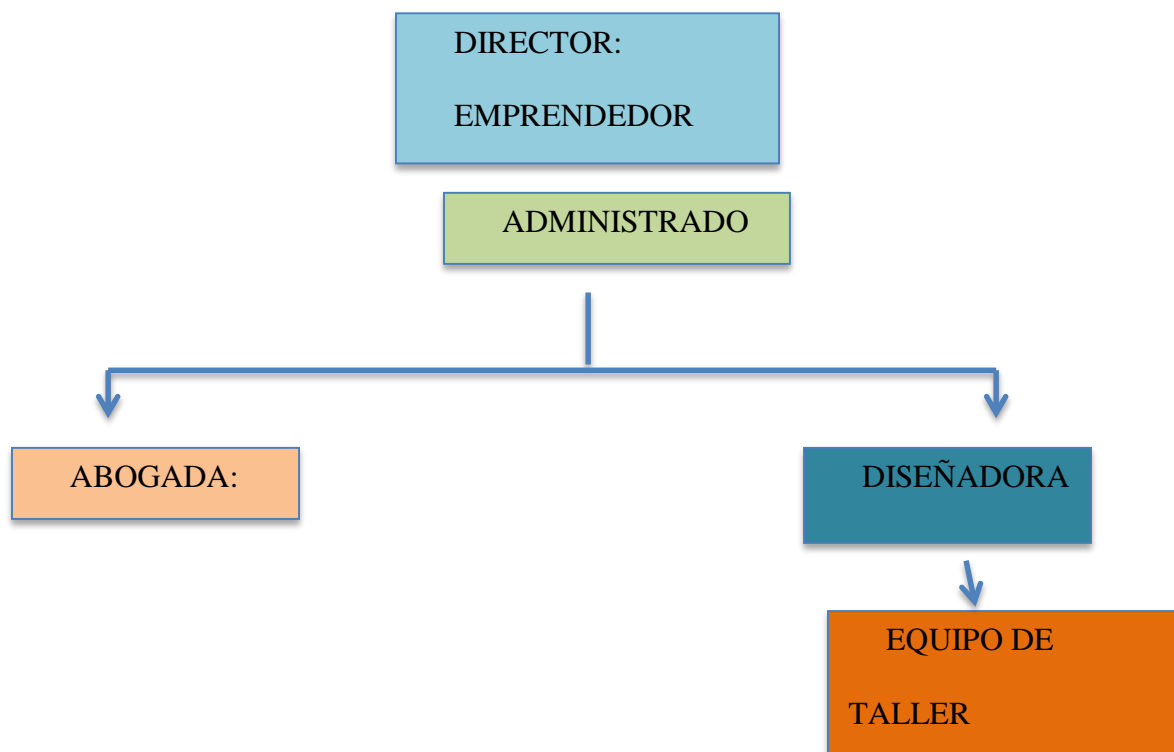 DIRECTOR:
EMPRENDEDOR
ADMINISTRADO
ABOGADA:
DISEÑADORA
EQUIPO DE
TALLER